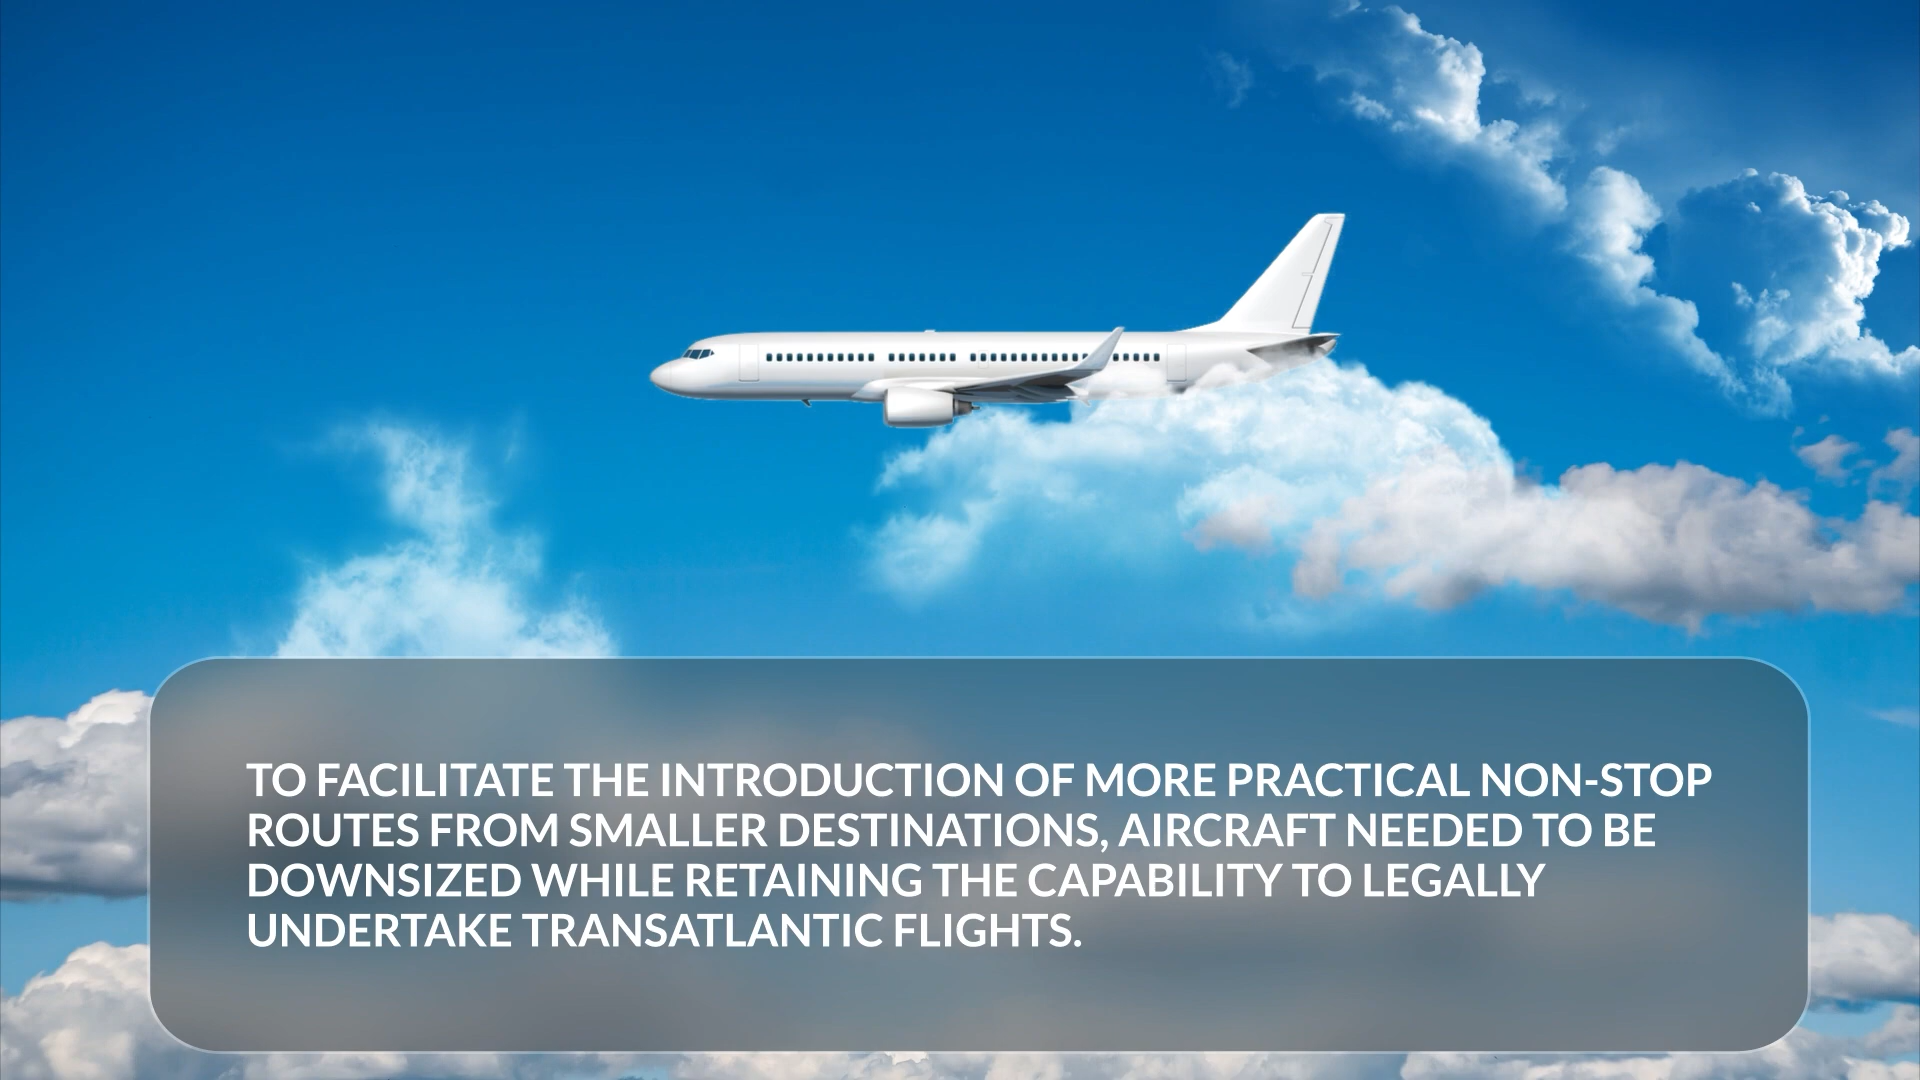 TO FACILITATE THE INTRODUCTION OF MORE PRACTICAL NON-STOP
ROUTES FROM SMALLER DESTINATIONS, AIRCRAFT NEEDED TO BE
DOWNSIZED WHILE RETAINING THE CAPABILITY TO LEGALLY
UNDERTAKE TRANSATLANTIC FLIGHTS.